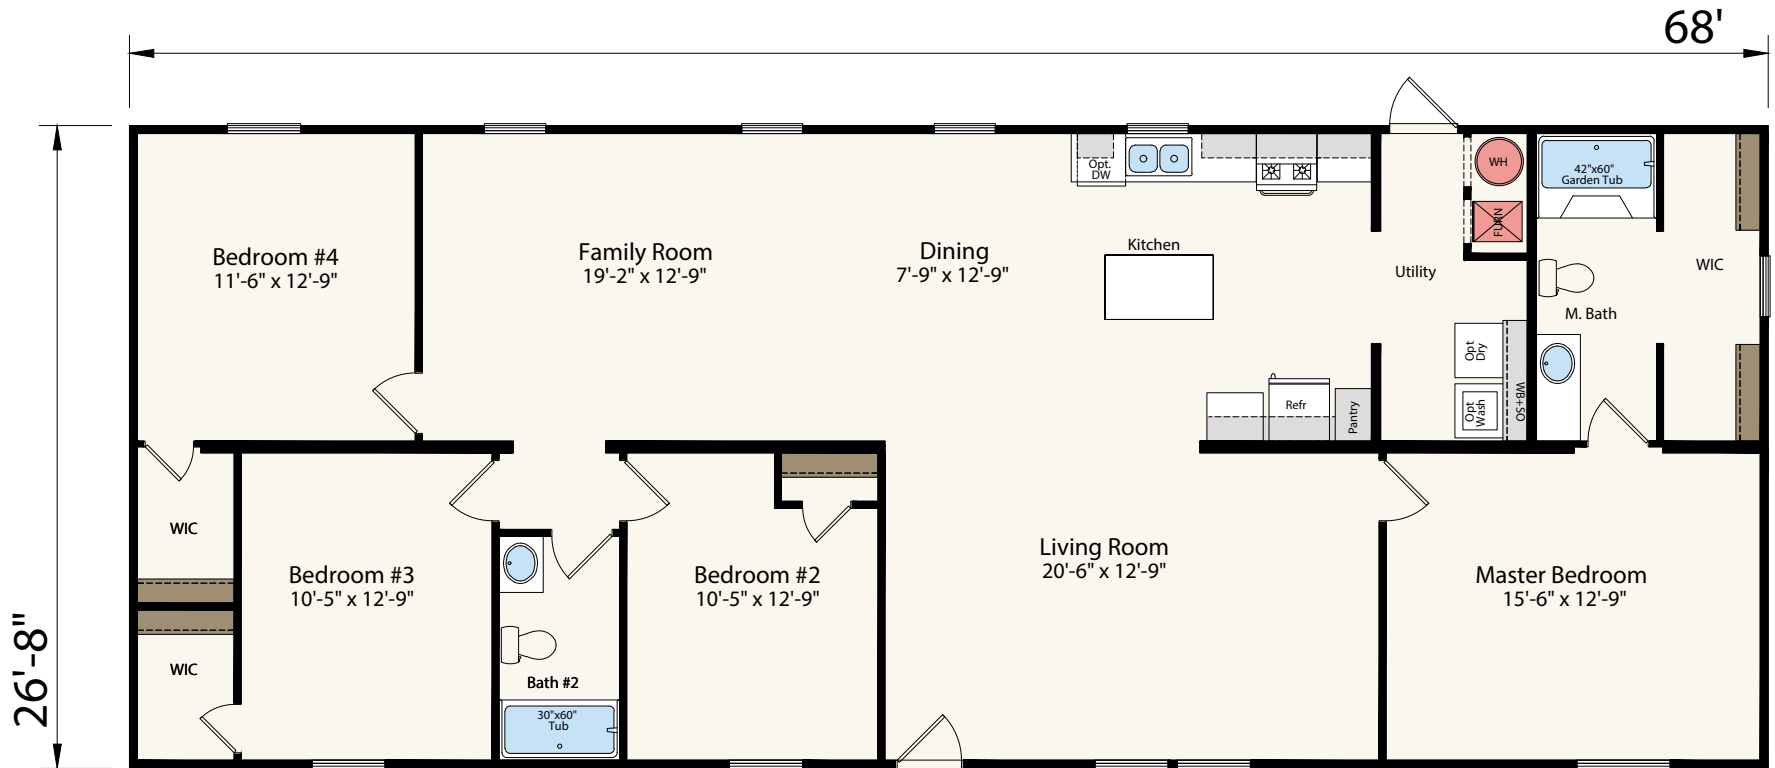 68'
26'-8"
Bedroom #4
11'-6" x 12'-9"
Family Room
19'-2" x 12'-9"
Dining
7'-9" x 12'-9"
Opt.
DW
Kitchen
Refr
Pantry
Utility
WH
FURN
Opt
Dry
Opt
Wash
WB+SO
42"x60"
Garden Tub
M. Bath
WIC
WIC
WIC
Bedroom #3
10'-5" x 12'-9"
Bath #2
30"x60"
Tub
Bedroom #2
10'-5" x 12'-9"
Living Room
20'-6" x 12'-9"
Master Bedroom
15'-6" x 12'-9"